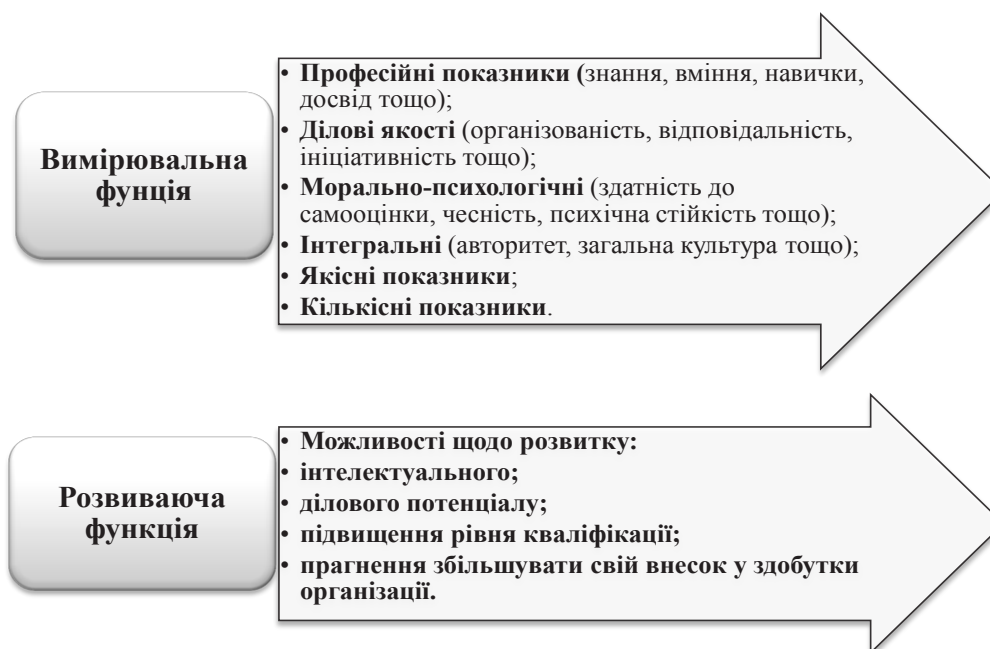 Вимірювальна
фунція
• Професійні показники (знання, вміння, навички,
досвід тощо);
• Ділові якості (організованість, відповідальність,
ініціативність тощо);
• Морально-психологічні (здатність до
самооцінки, чесність, психічна стійкість тощо);
• Інтегральні (авторитет, загальна культура тощо);
• Якісні показники;
• Кількісні показники.
Розвиваюча
функція
• Можливості щодо розвитку:
• інтелектуального;
• ділового потенціалу;
• підвищення рівня кваліфікації;
• прагнення збільшувати свій внесок у здобутки
організації.